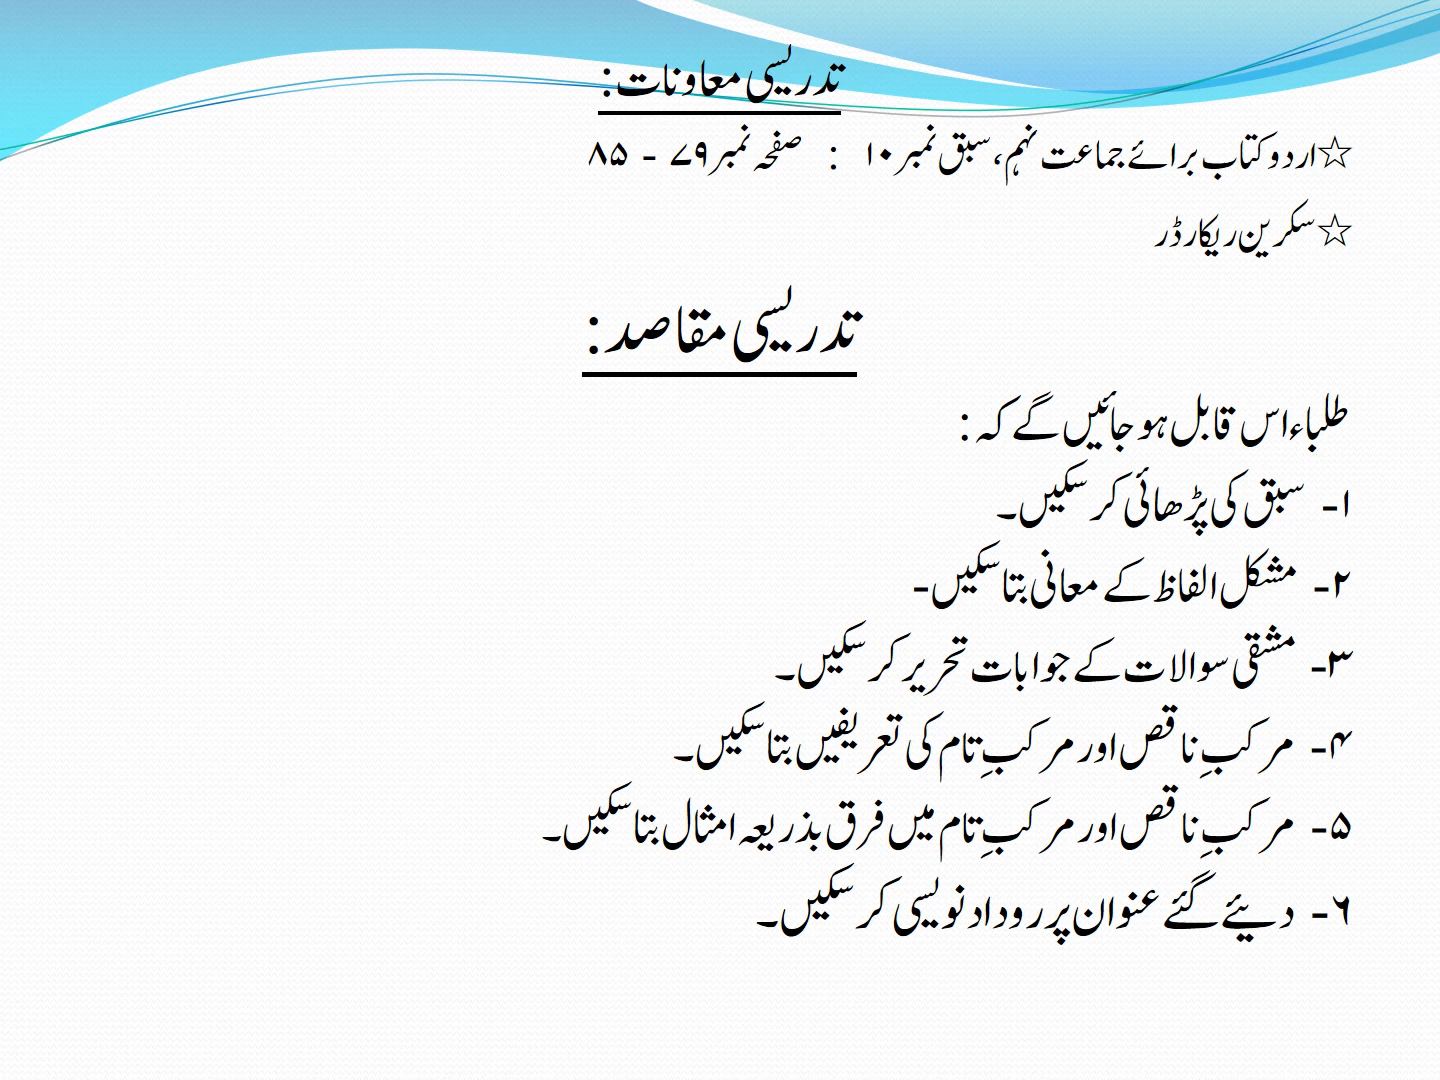 تدریسی معاونات:
☆اردو کتاب برائے جماعت نہم، سبق نمبر ۱۰ : صفحہ نمبر ۷۹ - ۸۵
☆سکرین ریکارڈر
تدریسی مقاصد:
طلباء اس قابل ہو جائیں گے کہ :
۱- سبق کی پڑھائی کر سکیں۔
۲- مشکل الفاظ کے معانی بتا سکیں-
۳- مشقی سوالات کے جوابات تحریر کر سکیں۔
۴- مرکبِ ناقص اور مرکبِ تام کی تعریفیں بتا سکیں۔
۵- مرکبِ ناقص اور مرکبِ تام میں فرق بذریعہ امثال بتا سکیں۔
۶- دیئے گئے عنوان پر روداد نویسی کر سکیں۔